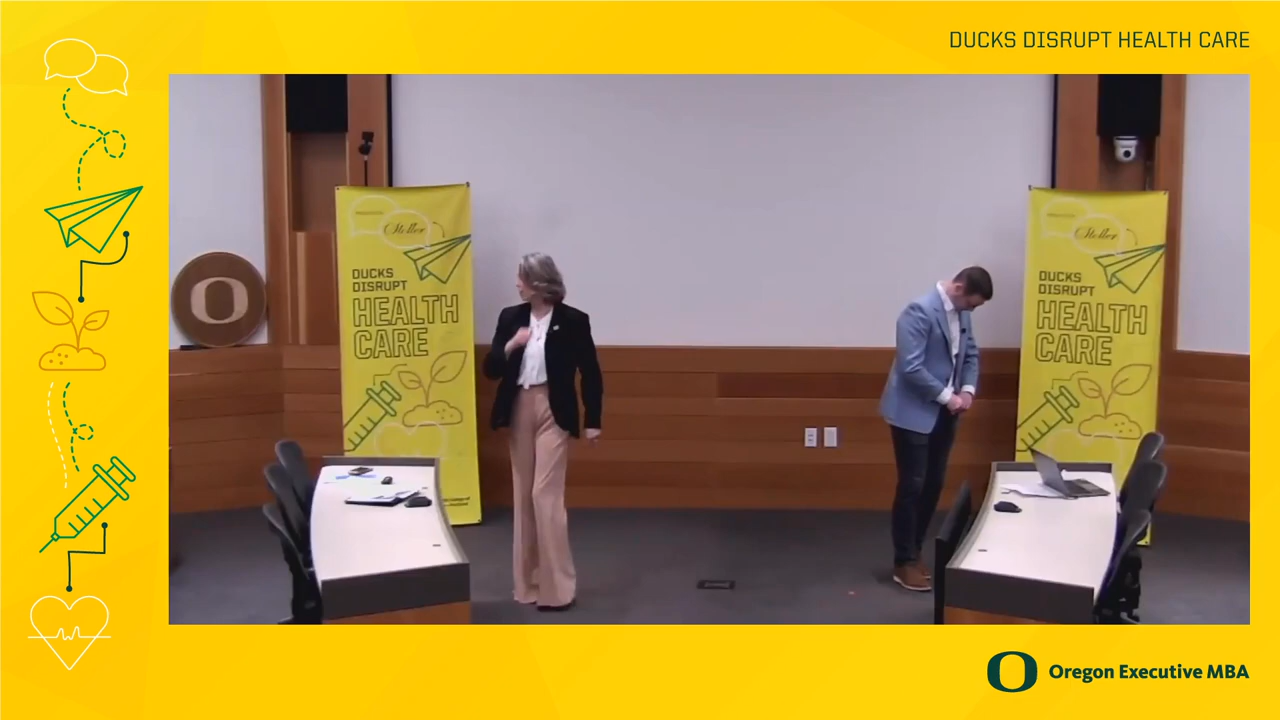 DUCKS DISRUPT HEALTH CARE
Stoller
DUCKS
DISRUPT
HEALTH
CARE
O
Stoller
DUCKS
DISRUPT
HEALTH
CARE
O Oregon Executive MBA